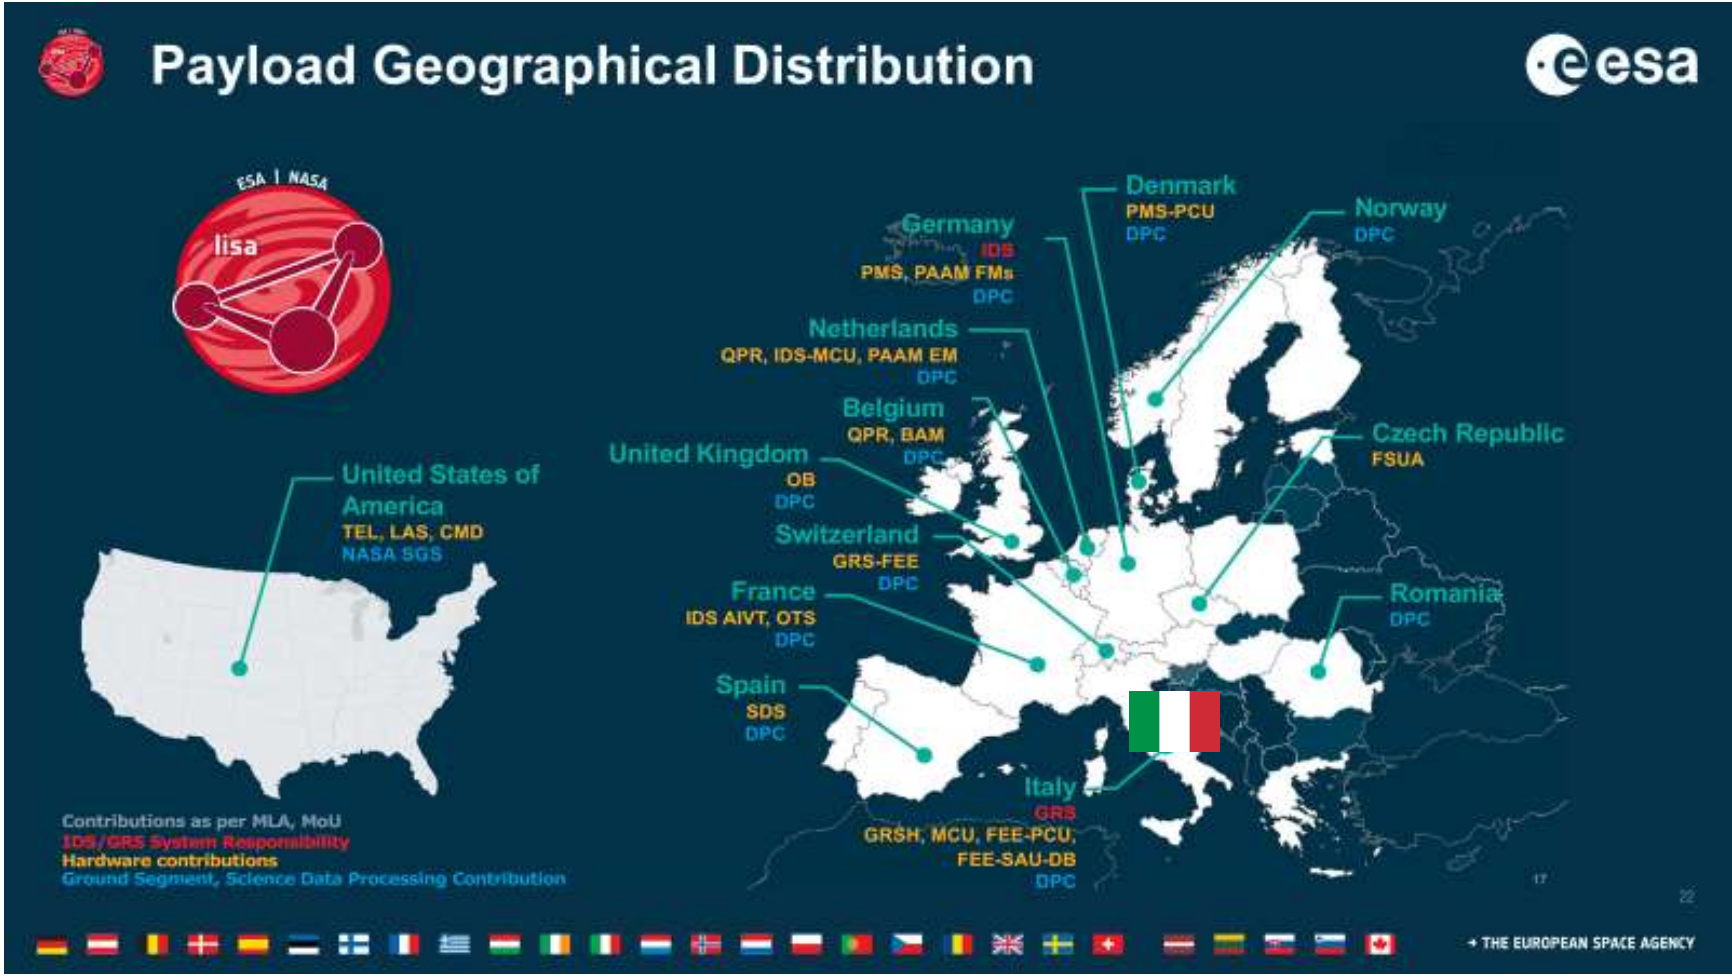 Payload Geographical Distribution
esa
ESA | NASA
lisa
United States of
America
TEL, LAS, CMD
NASA SGS
Germany
IDS
PMS, PAAM FMs
DPC
Netherlands
QPR, IDS-MCU, PAAM EM
DPC
Belgium
QPR, BAM
DPC
United Kingdom
OB
DPC
Switzerland
GRS-FEE
DPC
France
IDS AIVT, OTS
DPC
Spain
SDS
DPC
Italy
GRS
GRSH, MCU, FEE-PCU,
FEE-SAU-DB
DPC
Denmark
PMS-PCU
DPC
Norway
DPC
Czech Republic
FSUA
Romania
DPC
Contributions as per MLA, MoU
IDS/GRS System Responsibility
Hardware contributions
Ground Segment, Science Data Processing Contribution
17
22
→ THE EUROPEAN SPACE AGENCY